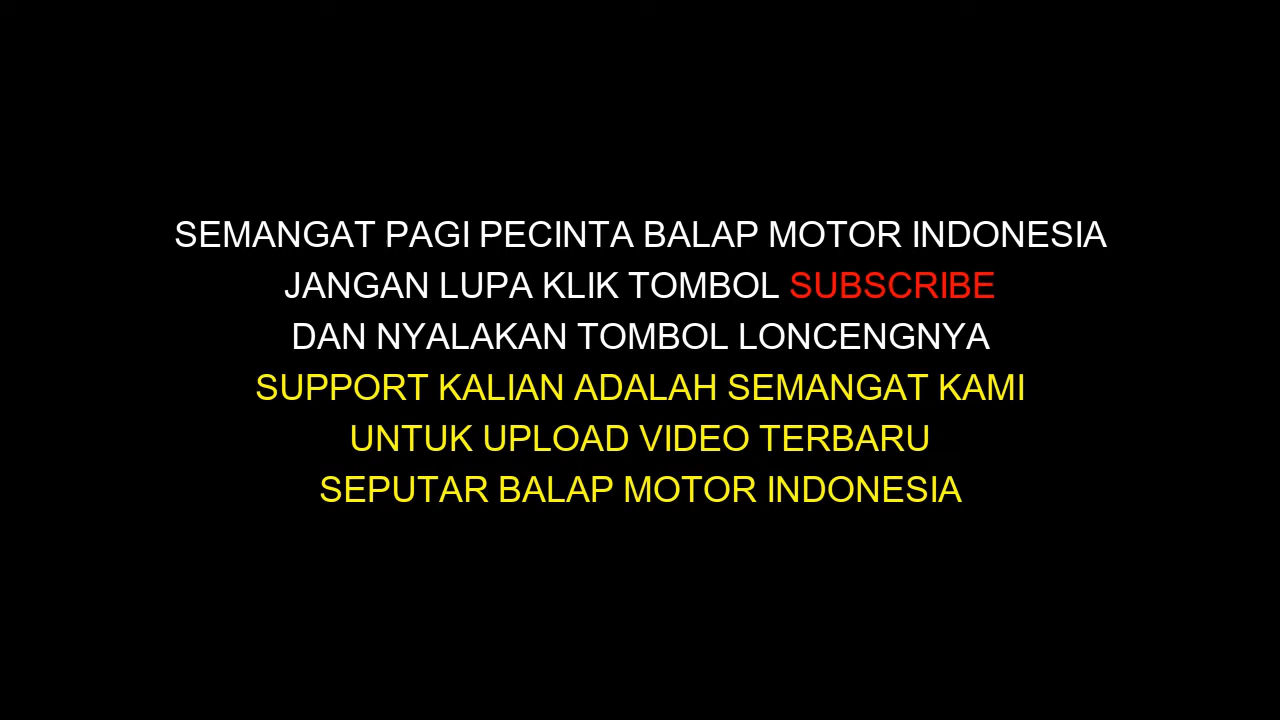 SEMANGAT PAGI PECINTA BALAP MOTOR INDONESIA
JANGAN LUPA KLIK TOMBOL SUBSCRIBE
DAN NYALAKAN TOMBOL LONCENGNYA
SUPPORT KALIAN ADALAH SEMANGAT KAMI
UNTUK UPLOAD VIDEO TERBARU
SEPUTAR BALAP MOTOR INDONESIA